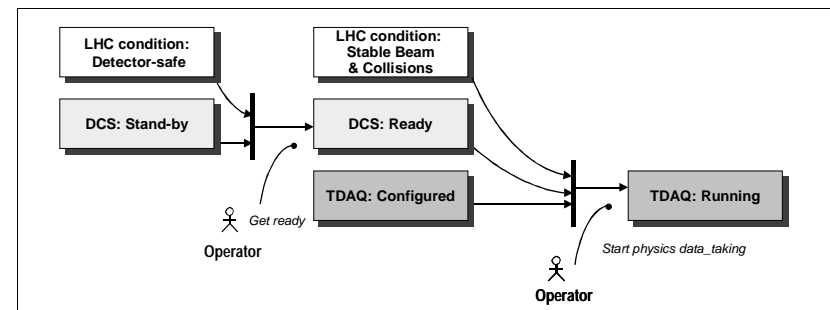 LHC condition:
Detector-safe
LHC condition:
Stable Beam
& Collisions
DCS: Stand-by
DCS: Ready
TDAQ: Configured
TDAQ: Running
Get ready
Operator
Start physics data_taking
Operator